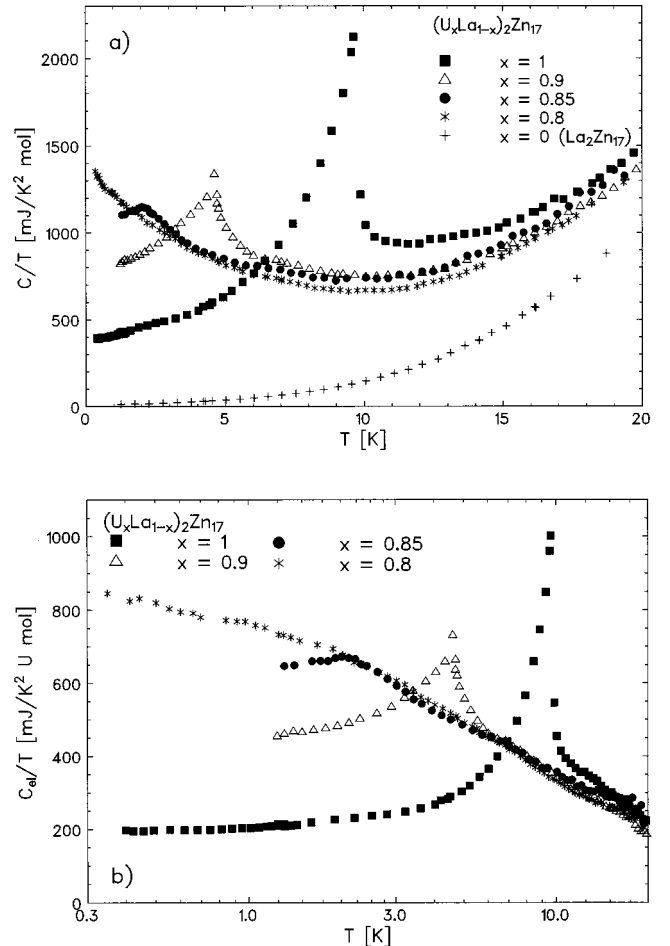 a)
(UₓLa₁₋ₓ)₂Zn₁₇
■ x = 1
△ x = 0.9
● x = 0.85
* x = 0.8
+ x = 0 (La₂Zn₁₇)
2000
1500
1000
500
0
C/T [mJ/K² mol]
0 5 10 15 20
T [K]
(UₓLa₁₋ₓ)₂Zn₁₇
■ x = 1 ● x = 0.85
△ x = 0.9 * x = 0.8
1000
800
600
400
200
0
Cₑₗ/T [mJ/K² U mol]
b)
0.3 1.0 3.0 10.0
T [K]